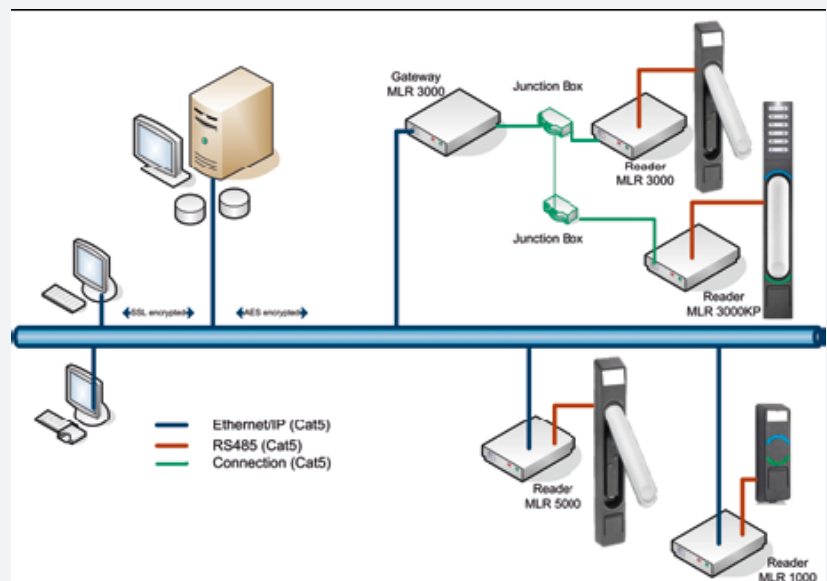 Gateway
MLR 3000
Junction Box
Reader
MLR 3000
Junction Box
Reader
MLR 3000KP
SSL encrypted
AES encrypted
Ethernet/IP (Cat5)
RS485 (Cat5)
Connection (Cat5)
Reader
MLR 5000
Reader
MLR 1000